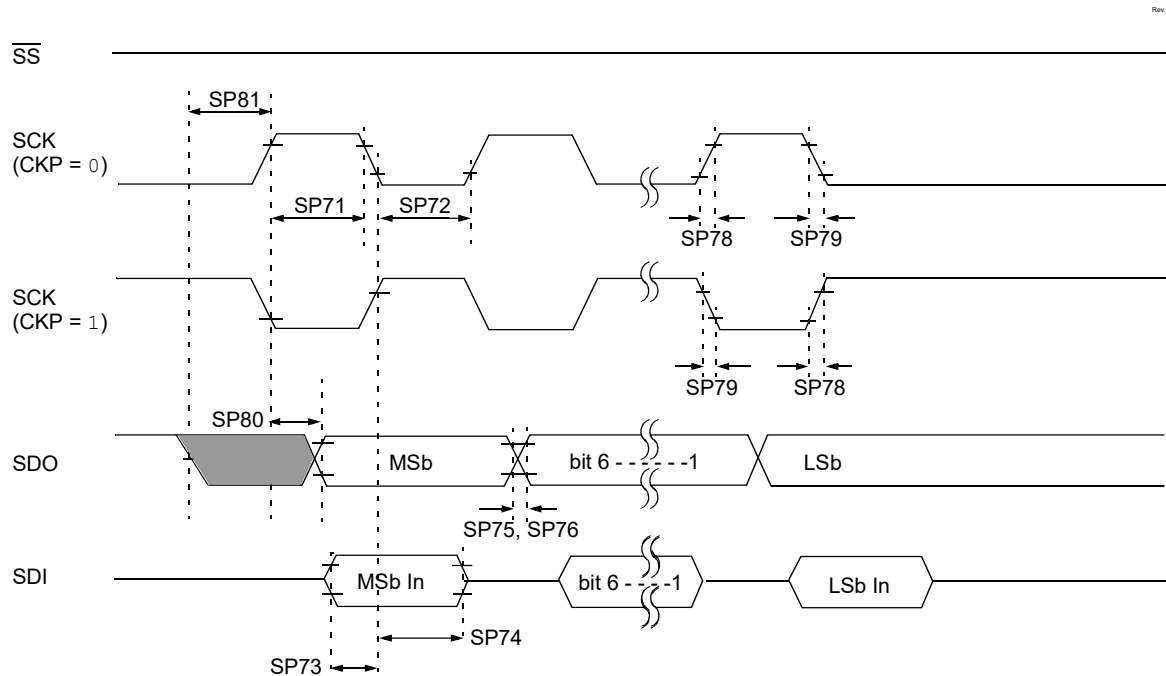 Rev.
SS
SP81
SCK
(CKP = 0)
SP71
SP72
SP78
SP79
SCK
(CKP = 1)
SP79
SP78
SP80
SDO
MSb
bit 6 - - - - - -1
LSb
SP75, SP76
SDI
MSb In
bit 6 - - - - -1
LSb In
SP74
SP73